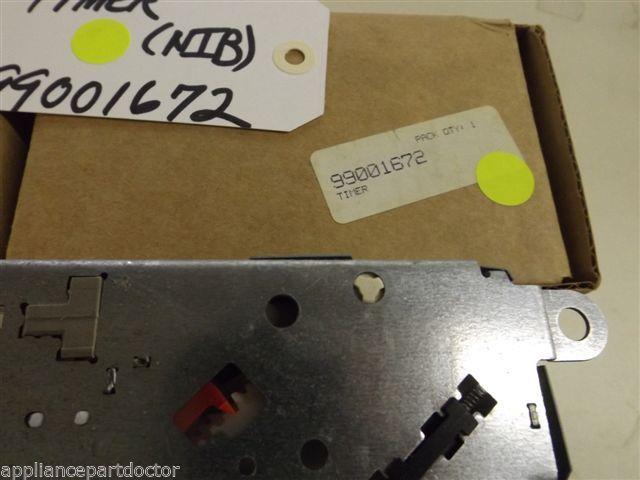 TIMER
(NIB)
99001672
PACK QTY: 1
99001672
TIMER
appliancepartdoctor